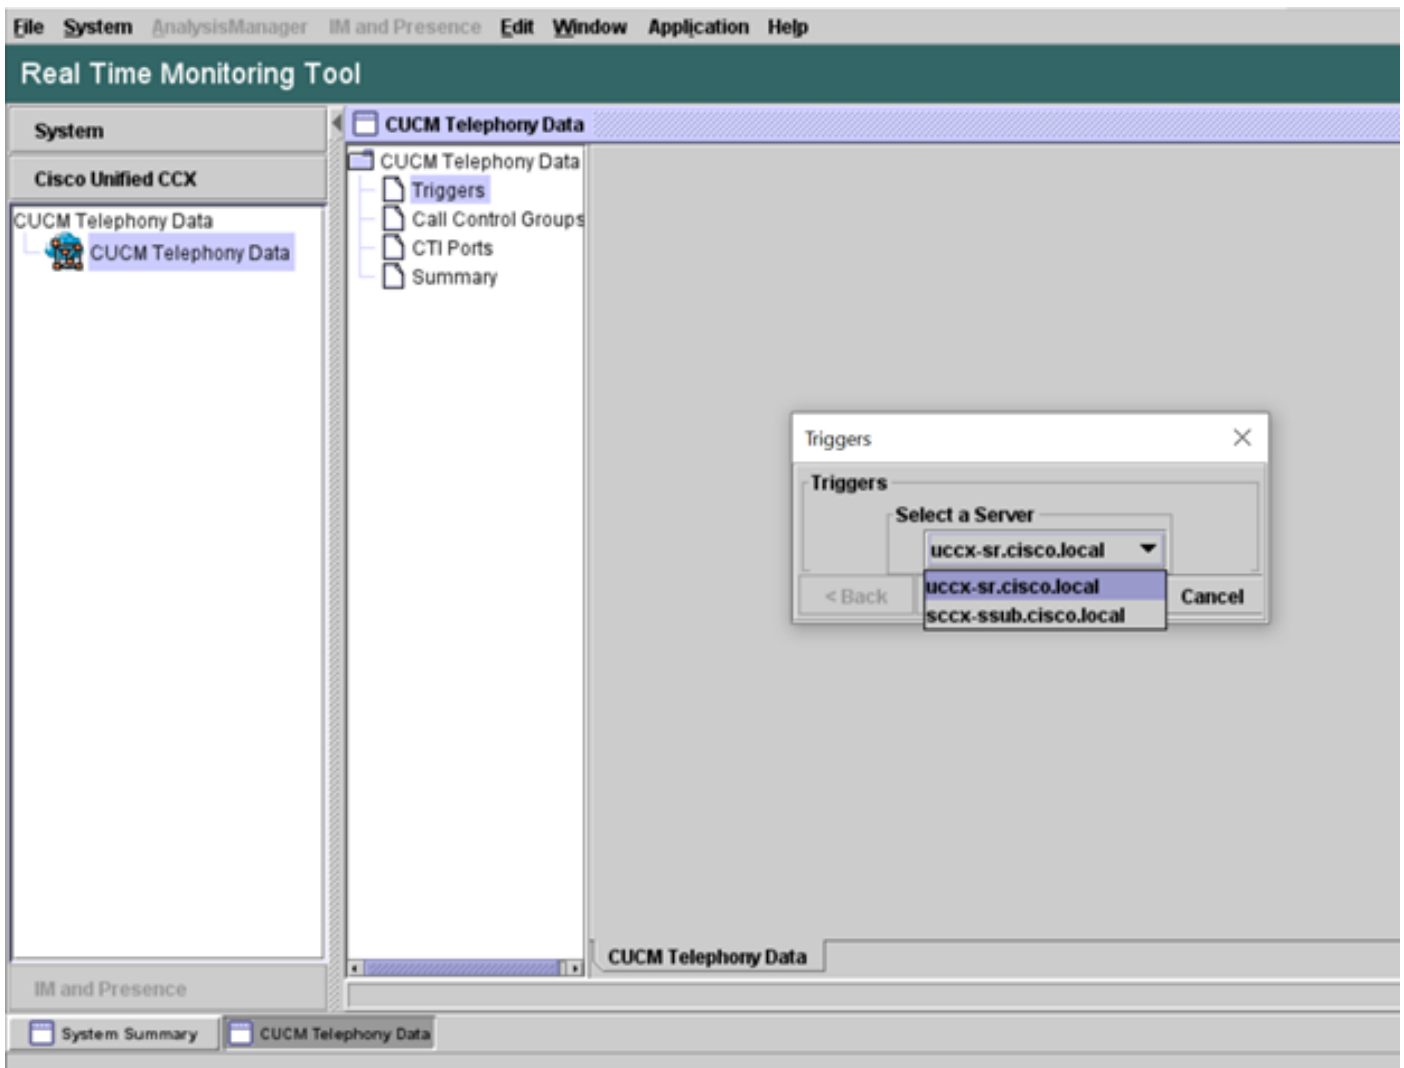 File System AnalysisManager IM and Presence Edit Window Application Help
Real Time Monitoring Tool
System
Cisco Unified CCX
CUCM Telephony Data
CUCM Telephony Data
IM and Presence
CUCM Telephony Data
CUCM Telephony Data
Triggers
Call Control Groups
CTI Ports
Summary
Triggers
Triggers
Select a Server
uccx-sr.cisco.local
uccx-sr.cisco.local
sccx-ssub.cisco.local
< Back
Cancel
CUCM Telephony Data
System Summary
CUCM Telephony Data